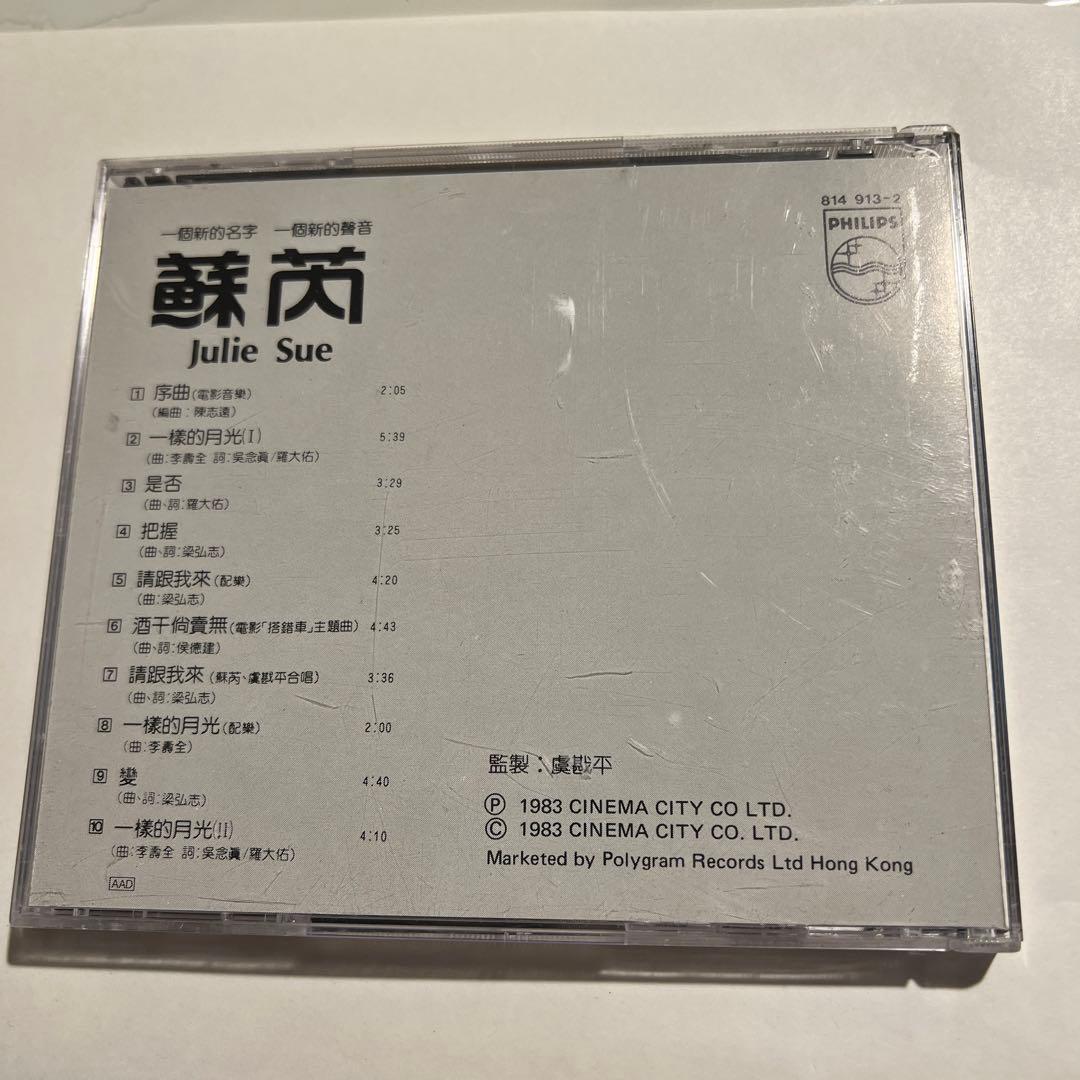 814 913-2
PHILIPS
一個新的名字 一個新的聲音
蘇芮
Julie Sue
1 序曲(電影音樂) 2:05
(編曲:陳志遠)
2 一樣的月光(I) 5:39
(曲:李壽全 詞:吳念眞/羅大佑)
3 是否 3:29
(曲、詞:羅大佑)
4 把握 3:25
(曲、詞:梁弘志)
5 請跟我來(配樂) 4:20
(曲:梁弘志)
6 酒干倘賣無(電影「搭錯車」主題曲) 4:43
(曲、詞:侯德建)
7 請跟我來(蘇芮、虞戡平合唱) 3:36
(曲、詞:梁弘志)
8 一樣的月光(配樂) 2:00
(曲:李壽全)
9 變 4:40
(曲、詞:梁弘志)
10 一樣的月光(II) 4:10
(曲:李壽全 詞:吳念眞/羅大佑)
AAD
監製:虞戡平
Ⓟ 1983 CINEMA CITY CO LTD.
© 1983 CINEMA CITY CO. LTD.
Marketed by Polygram Records Ltd Hong Kong